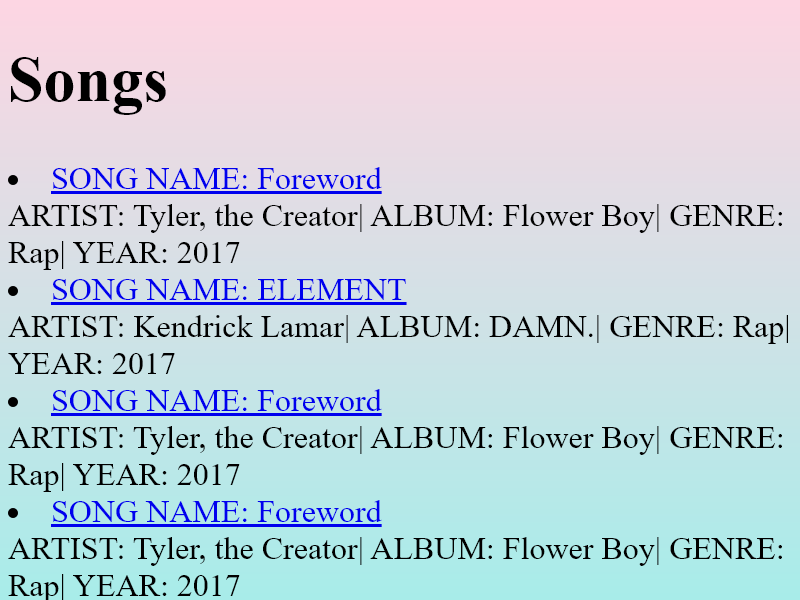 Songs
• SONG NAME: Foreword
ARTIST: Tyler, the Creator| ALBUM: Flower Boy| GENRE:
Rap| YEAR: 2017
• SONG NAME: ELEMENT
ARTIST: Kendrick Lamar| ALBUM: DAMN.| GENRE: Rap|
YEAR: 2017
• SONG NAME: Foreword
ARTIST: Tyler, the Creator| ALBUM: Flower Boy| GENRE:
Rap| YEAR: 2017
• SONG NAME: Foreword
ARTIST: Tyler, the Creator| ALBUM: Flower Boy| GENRE:
Rap| YEAR: 2017